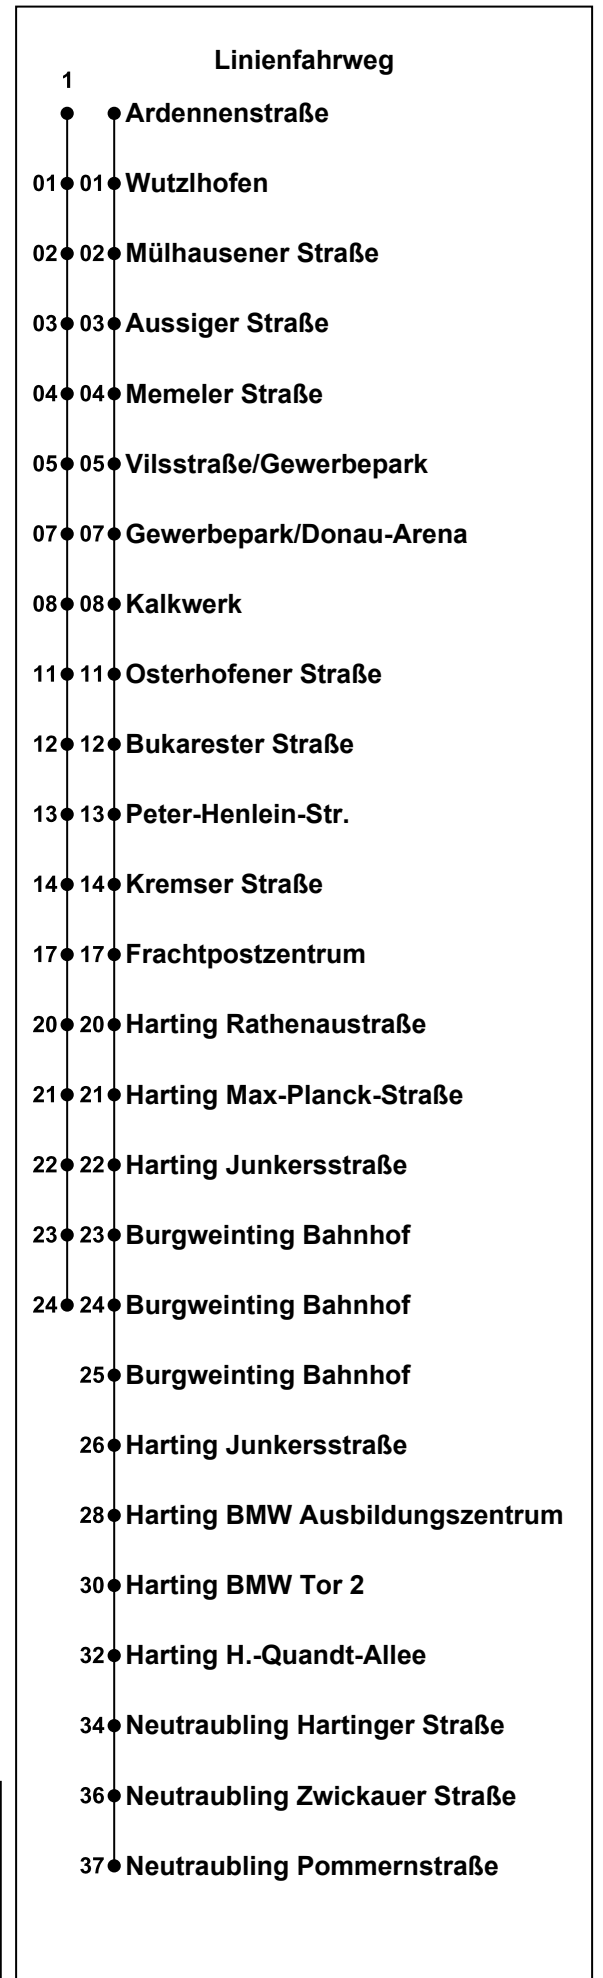 Linienfahrweg
1
Ardennenstraße
01 01 Wutzlhofen
02 02 Mülhausener Straße
03 03 Aussiger Straße
04 04 Memeler Straße
05 05 Vilsstraße/Gewerbepark
07 07 Gewerbepark/Donau-Arena
08 08 Kalkwerk
11 11 Osterhofener Straße
12 12 Bukarester Straße
13 13 Peter-Henlein-Str.
14 14 Kremser Straße
17 17 Frachtpostzentrum
20 20 Harting Rathenaustraße
21 21 Harting Max-Planck-Straße
22 22 Harting Junkersstraße
23 23 Burgweinting Bahnhof
24 24 Burgweinting Bahnhof
25 Burgweinting Bahnhof
26 Harting Junkersstraße
28 Harting BMW Ausbildungszentrum
30 Harting BMW Tor 2
32 Harting H.-Quandt-Allee
34 Neutraubling Hartinger Straße
36 Neutraubling Zwickauer Straße
37 Neutraubling Pommernstraße